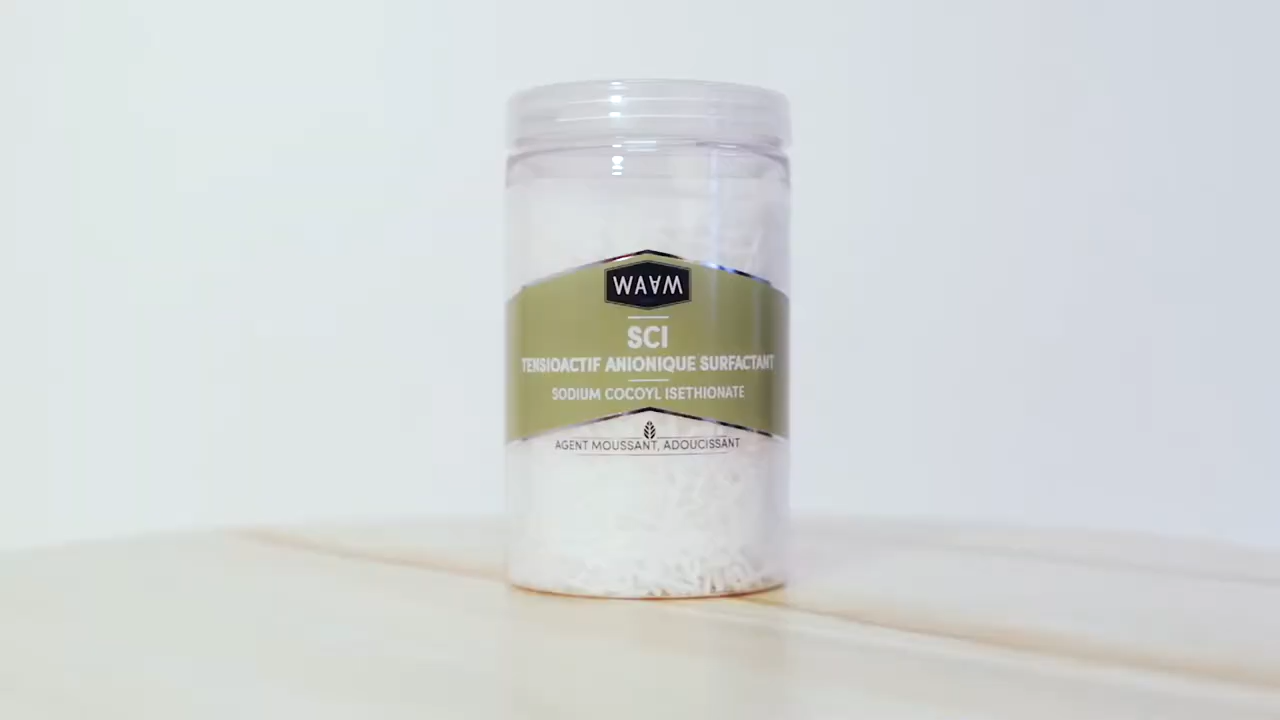 WAAM
SCI
TENSIOACTIF ANIONIQUE SURFACTANT
SODIUM COCOYL ISETHIONATE
AGENT MOUSSANT, ADOUCISSANT